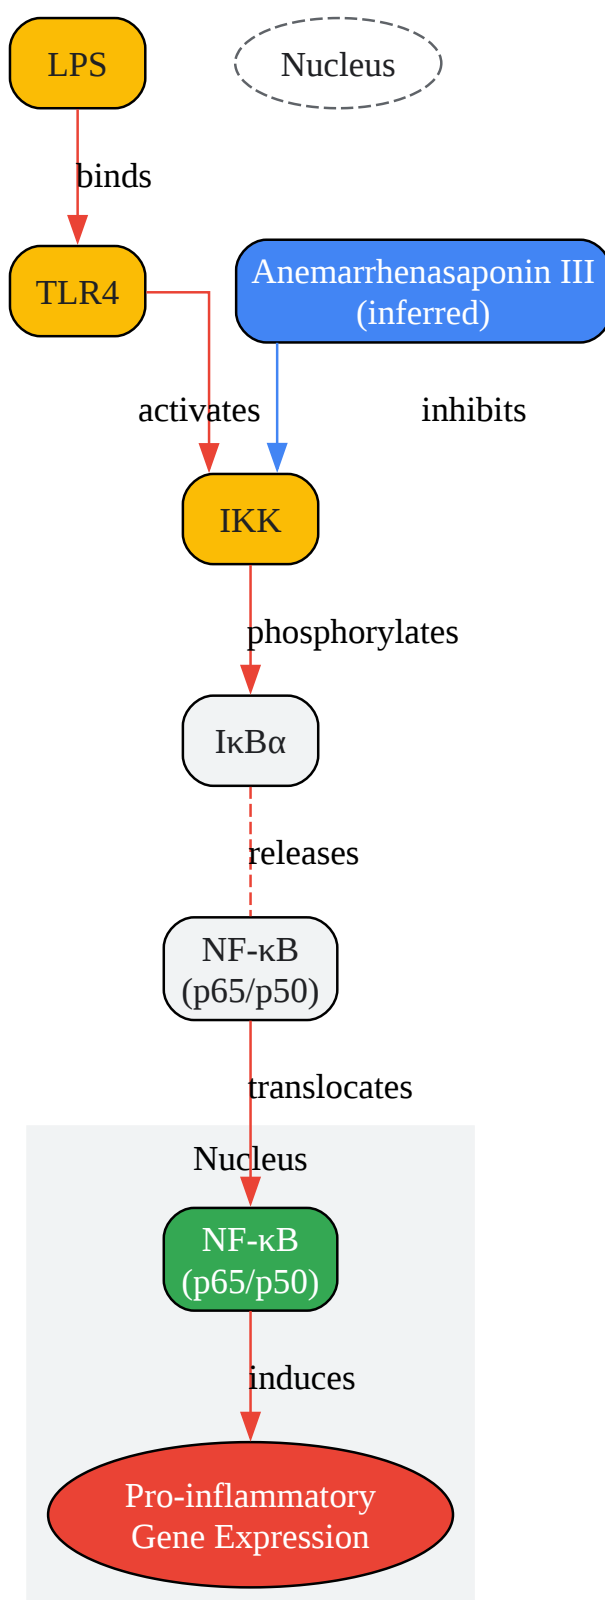 LPS
Nucleus
binds
TLR4
Anemarrhenasaponin III
(inferred)
activates
inhibits
IKK
phosphorylates
IκBα
releases
NF-κB
(p65/p50)
translocates
Nucleus
NF-κB
(p65/p50)
induces
Pro-inflammatory
Gene Expression